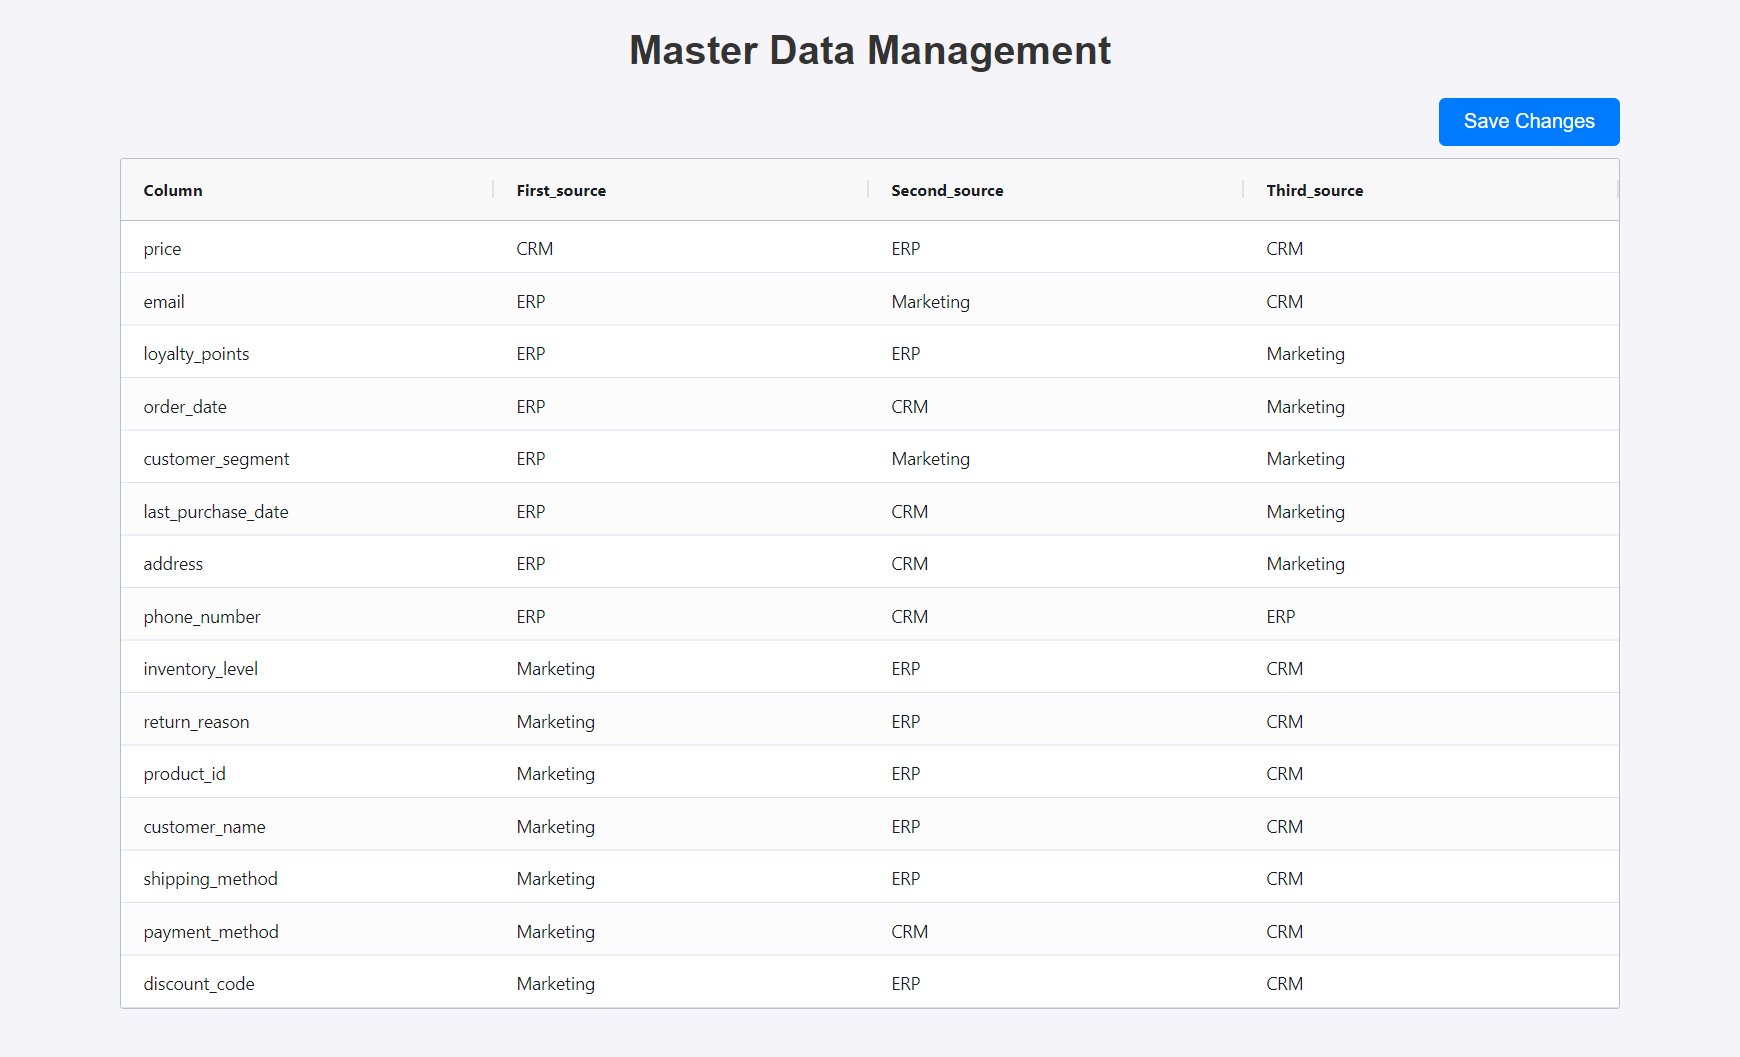 Master Data Management
Save Changes
Column First_source Second_source Third_source
price CRM ERP CRM
email ERP Marketing CRM
loyalty_points ERP ERP Marketing
order_date ERP CRM Marketing
customer_segment ERP Marketing Marketing
last_purchase_date ERP CRM Marketing
address ERP CRM Marketing
phone_number ERP CRM ERP
inventory_level Marketing ERP CRM
return_reason Marketing ERP CRM
product_id Marketing ERP CRM
customer_name Marketing ERP CRM
shipping_method Marketing ERP CRM
payment_method Marketing CRM CRM
discount_code Marketing ERP CRM